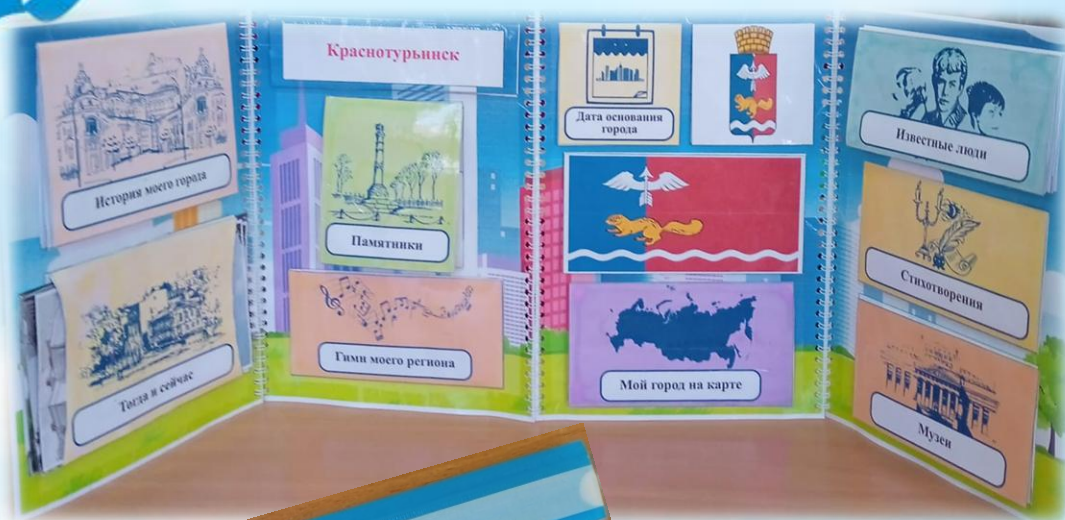 История моего города
Тогда и сейчас
Краснотурьинск
Памятники
Гимн моего региона
Дата основания
города
Мой город на карте
Известные люди
Стихотворения
Музеи